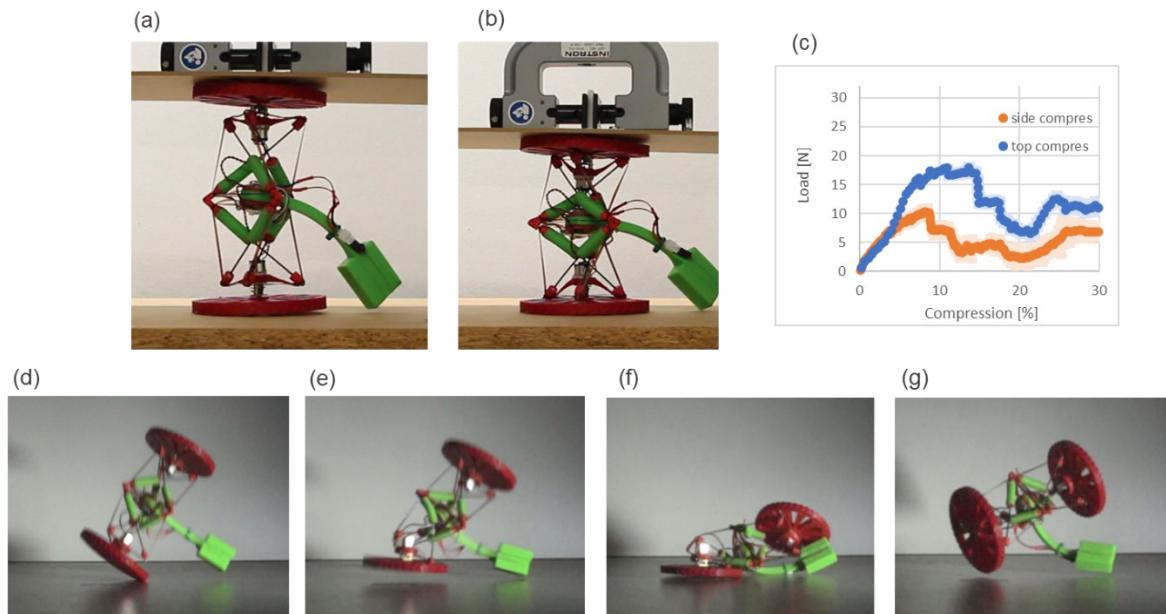 (a)
(b)
(c)
INSTRON
30
25
20
15
10
5
0
Load [N]
side compres
top compres
0
10
20
30
Compression [%]
(d)
(e)
(f)
(g)